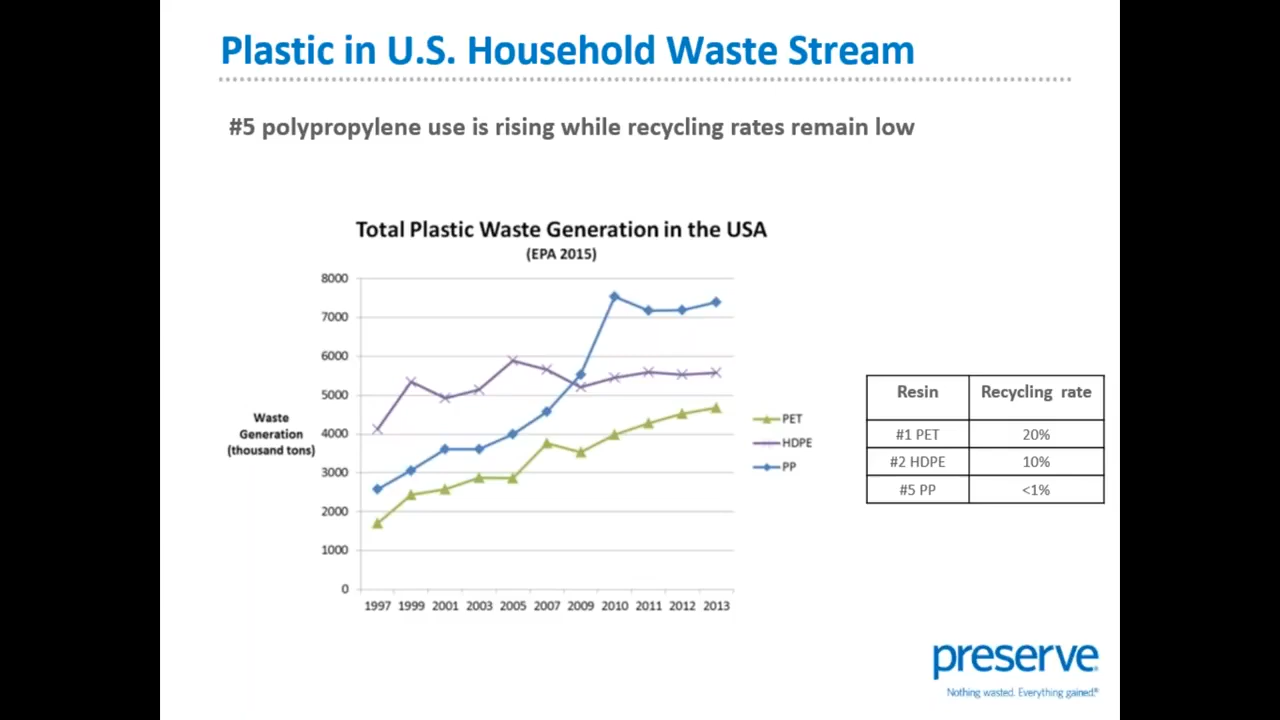 Plastic in U.S. Household Waste Stream
#5 polypropylene use is rising while recycling rates remain low
Total Plastic Waste Generation in the USA
(EPA 2015)
8000
7000
6000
5000
4000
3000
2000
1000
0
Waste
Generation
(thousand tons)
1997 1999 2001 2003 2005 2007 2009 2010 2011 2012 2013
PET
HDPE
PP
Resin Recycling rate
#1 PET 20%
#2 HDPE 10%
#5 PP <1%
preserve®
Nothing wasted. Everything gained.®